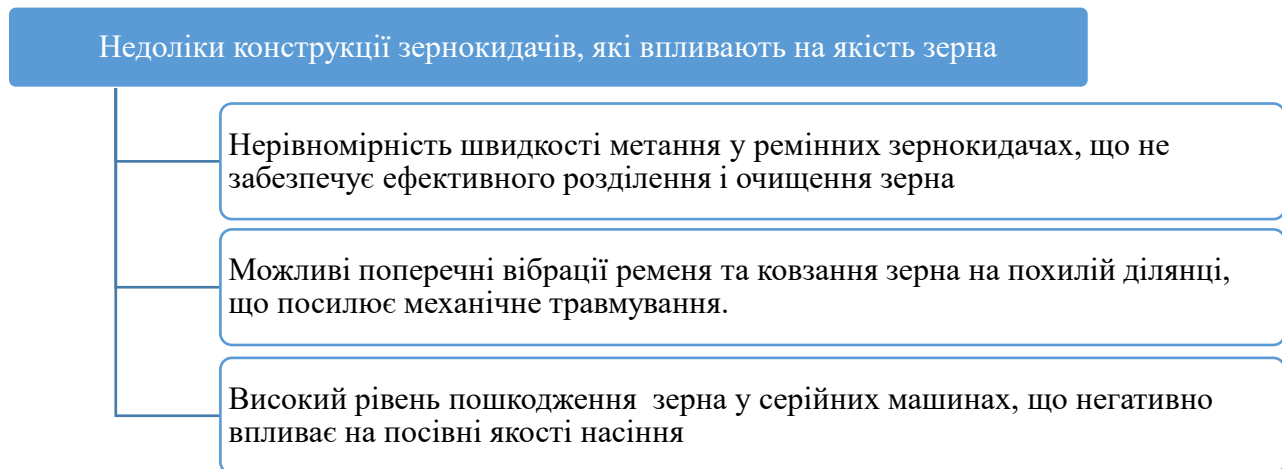 Недоліки конструкції зернокидачів, які впливають на якість зерна
Нерівномірність швидкості метання у ремінних зернокидачах, що не
забезпечує ефективного розділення і очищення зерна
Можливі поперечні вібрації ременя та ковзання зерна на похилій ділянці,
що посилює механічне травмування.
Високий рівень пошкодження  зерна у серійних машинах, що негативно
впливає на посівні якості насіння